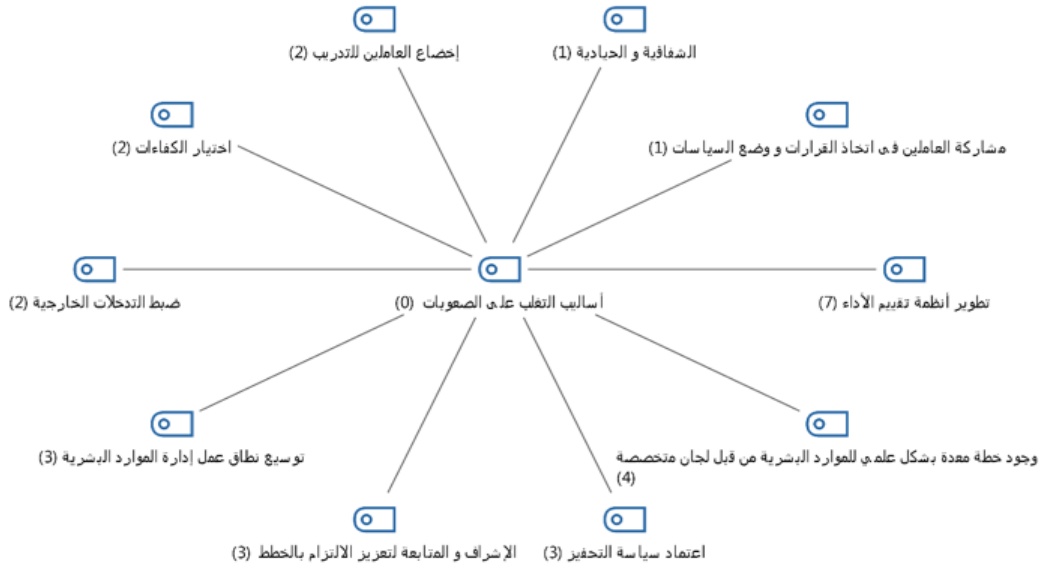 إخضاع العاملين للتدريب (2)
الشفافية و الحيادية (1)
اختيار الكفاءات (2)
مشاركة العاملين في اتخاذ القرارات و وضع السياسات (1)
ضبط التدخلات الخارجية (2)
أساليب التغلب على الصعوبات (0)
تطوير أنظمة تقييم الأداء (7)
توسيع نطاق عمل إدارة الموارد البشرية (3)
وجود خطة معدة بشكل علمي للموارد البشرية من قبل لجان متخصصة
(4)
الإشراف و المتابعة لتعزيز الالتزام بالخطط (3)
اعتماد سياسة التحفيز (3)